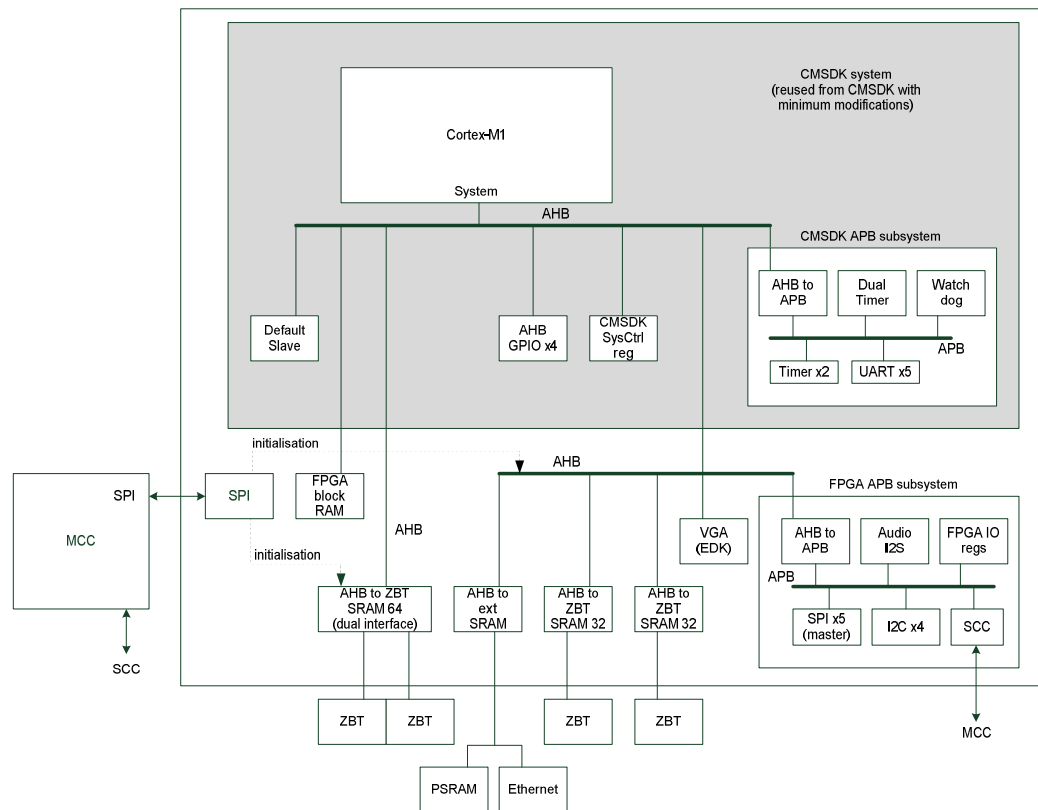 CMSDK system
(reused from CMSDK with
minimum modifications)
Cortex-M1
System
AHB
CMSDK APB subsystem
AHB to
APB
Dual
Timer
Watch
dog
APB
Timer x2
UART x5
Default
Slave
AHB
GPIO x4
CMSDK
SysCtrl
reg
initialisation
AHB
MCC
SPI
SPI
FPGA
block
RAM
AHB
initialisation
VGA
(EDK)
FPGA APB subsystem
AHB to
APB
Audio
I2S
FPGA IO
regs
APB
SPI x5
(master)
I2C x4
SCC
AHB to ZBT
SRAM 64
(dual interface)
AHB to
ext
SRAM
AHB to
ZBT
SRAM 32
AHB to
ZBT
SRAM 32
SCC
ZBT
ZBT
ZBT
ZBT
MCC
PSRAM
Ethernet